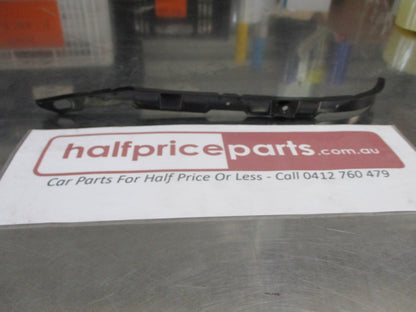 halfpriceparts.com.au
Car Parts For Half Price Or Less - Call 0412 760 479